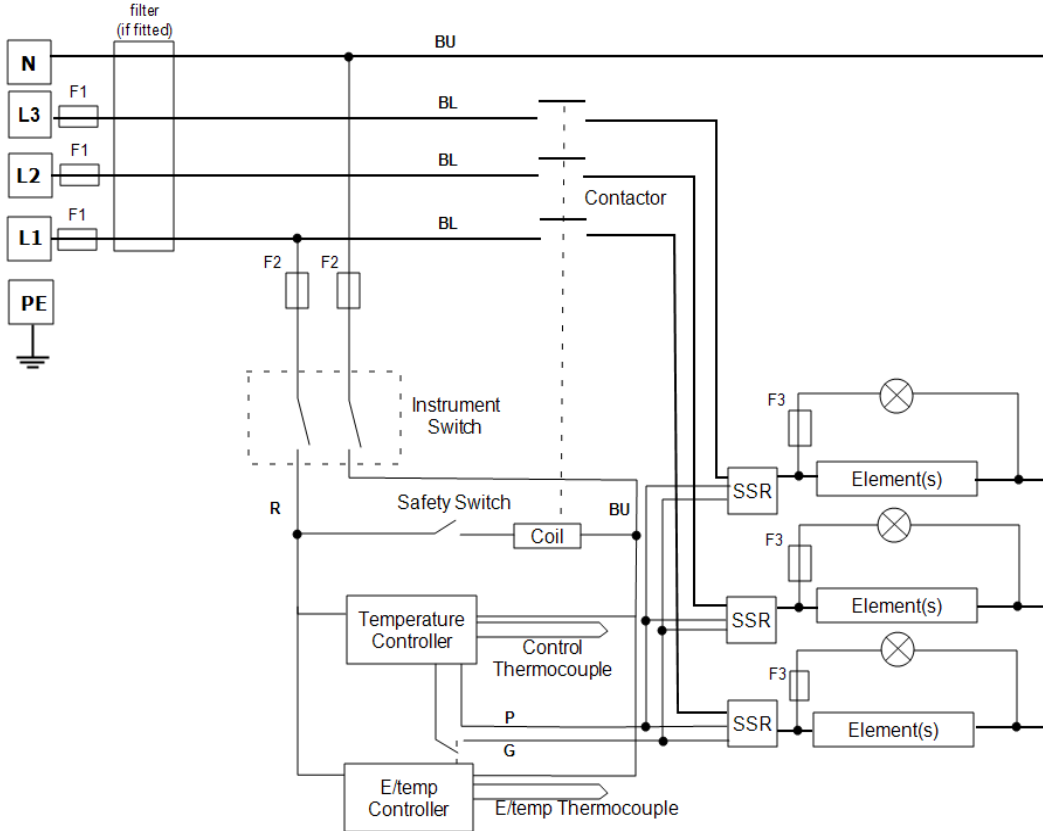 filter
(if fitted)
N
BU
L3
F1
BL
L2
F1
BL
Contactor
L1
F1
BL
F2
F2
PE
Instrument
Switch
F3
Element(s)
SSR
R
Safety Switch
BU
Coil
F3
Element(s)
SSR
Temperature
Controller
Control
Thermocouple
F3
P
SSR
Element(s)
G
E/temp
Controller
E/temp Thermocouple